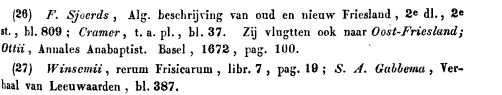 (26) F. Sjoerds, Alg. beschrijving van oud en nieuw Friesland, 2e dl., 2e
st., bl. 809; Cramer, t. a. pl., bl. 37. Zij vlugtten ook naar Oost-Friesland;
Ottii, Annales Anabaptist. Basel, 1672, pag. 100.
(27) Winsemii, rerum Frisicarum, libr. 7, pag. 19; S. A. Gabbema, Ver-
haal van Leeuwaarden, bl. 387.